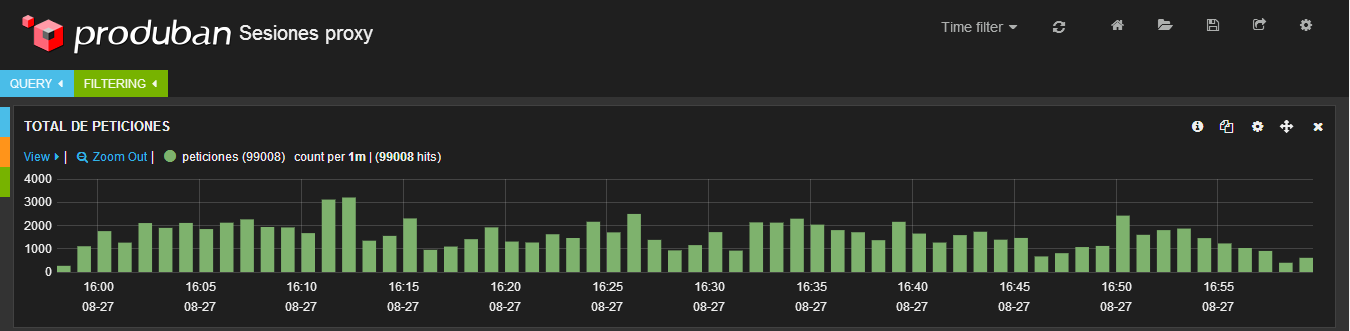 produban Sesiones proxy
Time filter
QUERY FILTERING
TOTAL DE PETICIONES
View | Zoom Out | peticiones (99008) count per 1m | (99008 hits)
4000
3000
2000
1000
0
16:00 16:05 16:10 16:15 16:20 16:25 16:30 16:35 16:40 16:45 16:50 16:55
08-27 08-27 08-27 08-27 08-27 08-27 08-27 08-27 08-27 08-27 08-27 08-27